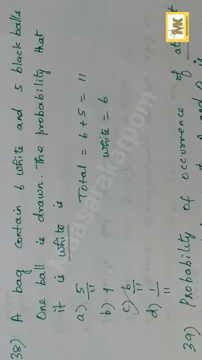 38) A bag contain 6 white and 5 black balls
One ball is drawn. The probability that
it is white is
a) 5/11 Total = 6+5 = 11
b) 1 white = 6
c) 6/11
d) 1/11
39) Probability of occurrence of at
MK